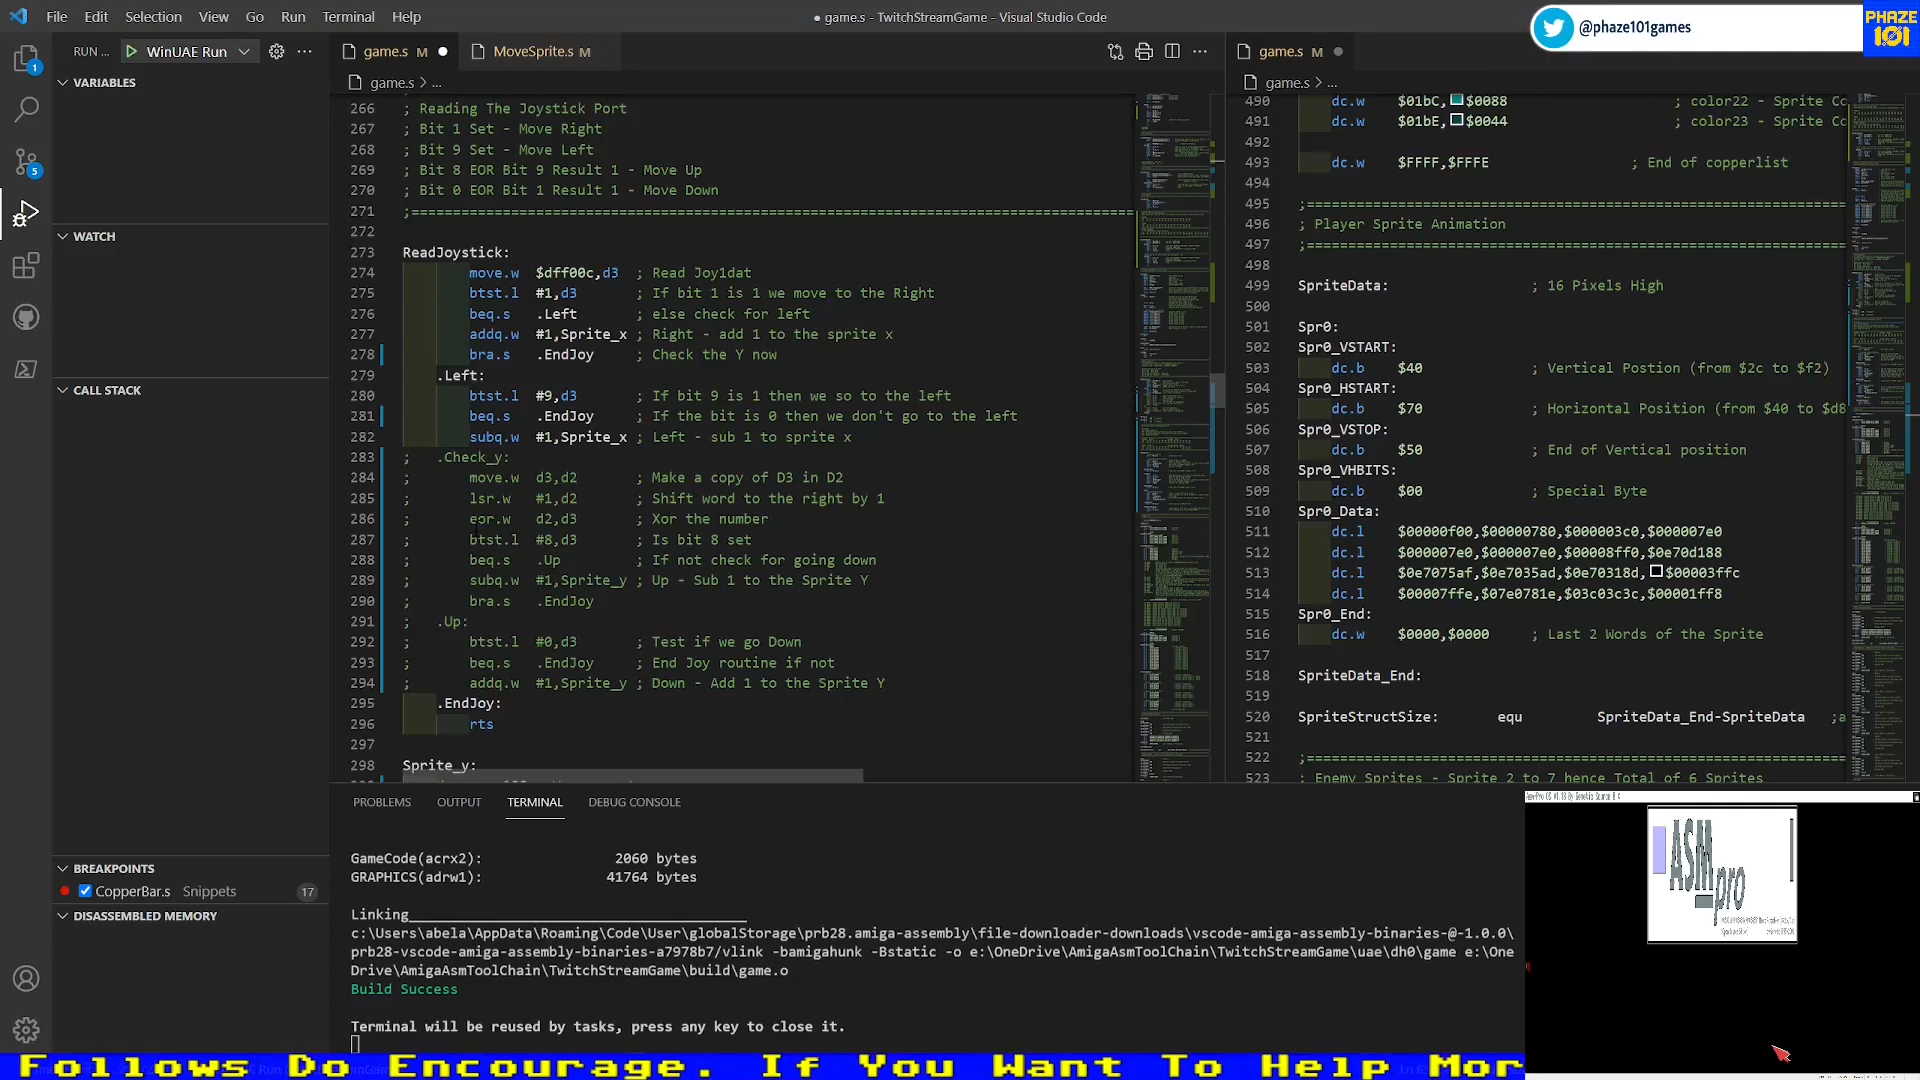 File Edit Selection View Go Run Terminal Help
● game.s - TwitchStreamGame - Visual Studio Code
@phaze101games
PHAZE
101
RUN ... WinUAE Run ...
game.s M ●
MoveSprite.s M
game.s M ●
VARIABLES
WATCH
CALL STACK
BREAKPOINTS
CopperBar.s Snippets 17
DISASSEMBLED MEMORY
1
5
game.s > ...
266 ; Reading The Joystick Port
267 ; Bit 1 Set - Move Right
268 ; Bit 9 Set - Move Left
269 ; Bit 8 EOR Bit 9 Result 1 - Move Up
270 ; Bit 0 EOR Bit 1 Result 1 - Move Down
271 ;==========================================================================================
272
273 ReadJoystick:
274 move.w $dff00c,d3 ; Read Joy1dat
275 btst.l #1,d3 ; If bit 1 is 1 we move to the Right
276 beq.s .Left ; else check for left
277 addq.w #1,Sprite_x ; Right - add 1 to the sprite x
278 bra.s .EndJoy ; Check the Y now
279 .Left:
280 btst.l #9,d3 ; If bit 9 is 1 then we so to the left
281 beq.s .EndJoy ; If the bit is 0 then we don't go to the left
282 subq.w #1,Sprite_x ; Left - sub 1 to sprite x
283 ; .Check_y:
284 ; move.w d3,d2 ; Make a copy of D3 in D2
285 ; lsr.w #1,d2 ; Shift word to the right by 1
286 ; eor.w d2,d3 ; Xor the number
287 ; btst.l #8,d3 ; Is bit 8 set
288 ; beq.s .Up ; If not check for going down
289 ; subq.w #1,Sprite_y ; Up - Sub 1 to the Sprite Y
290 ; bra.s .EndJoy
291 ; .Up:
292 ; btst.l #0,d3 ; Test if we go Down
293 ; beq.s .EndJoy ; End Joy routine if not
294 ; addq.w #1,Sprite_y ; Down - Add 1 to the Sprite Y
295 .EndJoy:
296 rts
297
298 Sprite_y:
game.s > ...
490 dc.w $01bC,$0088 ; color22 - Sprite Cc
491 dc.w $01bE,$0044 ; color23 - Sprite Cc
492
493 dc.w $FFFF,$FFFE ; End of copperlist
494
495 ;==================================================================
496 ; Player Sprite Animation
497 ;==================================================================
498
499 SpriteData: ; 16 Pixels High
500
501 Spr0:
502 Spr0_VSTART:
503 dc.b $40 ; Vertical Postion (from $2c to $f2)
504 Spr0_HSTART:
505 dc.b $70 ; Horizontal Position (from $40 to $d8
506 Spr0_VSTOP:
507 dc.b $50 ; End of Vertical position
508 Spr0_VHBITS:
509 dc.b $00 ; Special Byte
510 Spr0_Data:
511 dc.l $00000f00,$00000780,$000003c0,$000007e0
512 dc.l $000007e0,$000007e0,$00008ff0,$0e70d188
513 dc.l $0e7075af,$0e7035ad,$0e70318d,$00003ffc
514 dc.l $00007ffe,$07e0781e,$03c03c3c,$00001ff8
515 Spr0_End:
516 dc.w $0000,$0000 ; Last 2 Words of the Sprite
517
518 SpriteData_End:
519
520 SpriteStructSize: equ SpriteData_End-SpriteData ;a
521
522 ;==================================================================
523 ; Enemy Sprites - Sprite 2 to 7 hence Total of 6 Sprites
PROBLEMS OUTPUT TERMINAL DEBUG CONSOLE
GameCode(acrx2): 2060 bytes
GRAPHICS(adrw1): 41764 bytes
Linking________________________________________
c:\Users\abela\AppData\Roaming\Code\User\globalStorage\prb28.amiga-assembly\file-downloader-downloads\vscode-amiga-assembly-binaries-@-1.0.0\
prb28-vscode-amiga-assembly-binaries-a7978b7/vlink -bamigahunk -Bstatic -o e:\OneDrive\AmigaAsmToolChain\TwitchStreamGame\uae\dh0\game e:\One
Drive\AmigaAsmToolChain\TwitchStreamGame\build\game.o
Build Success
Terminal will be reused by tasks, press any key to close it.
ASM
pro
Follows Do Encourage. If You Want To Help Mor